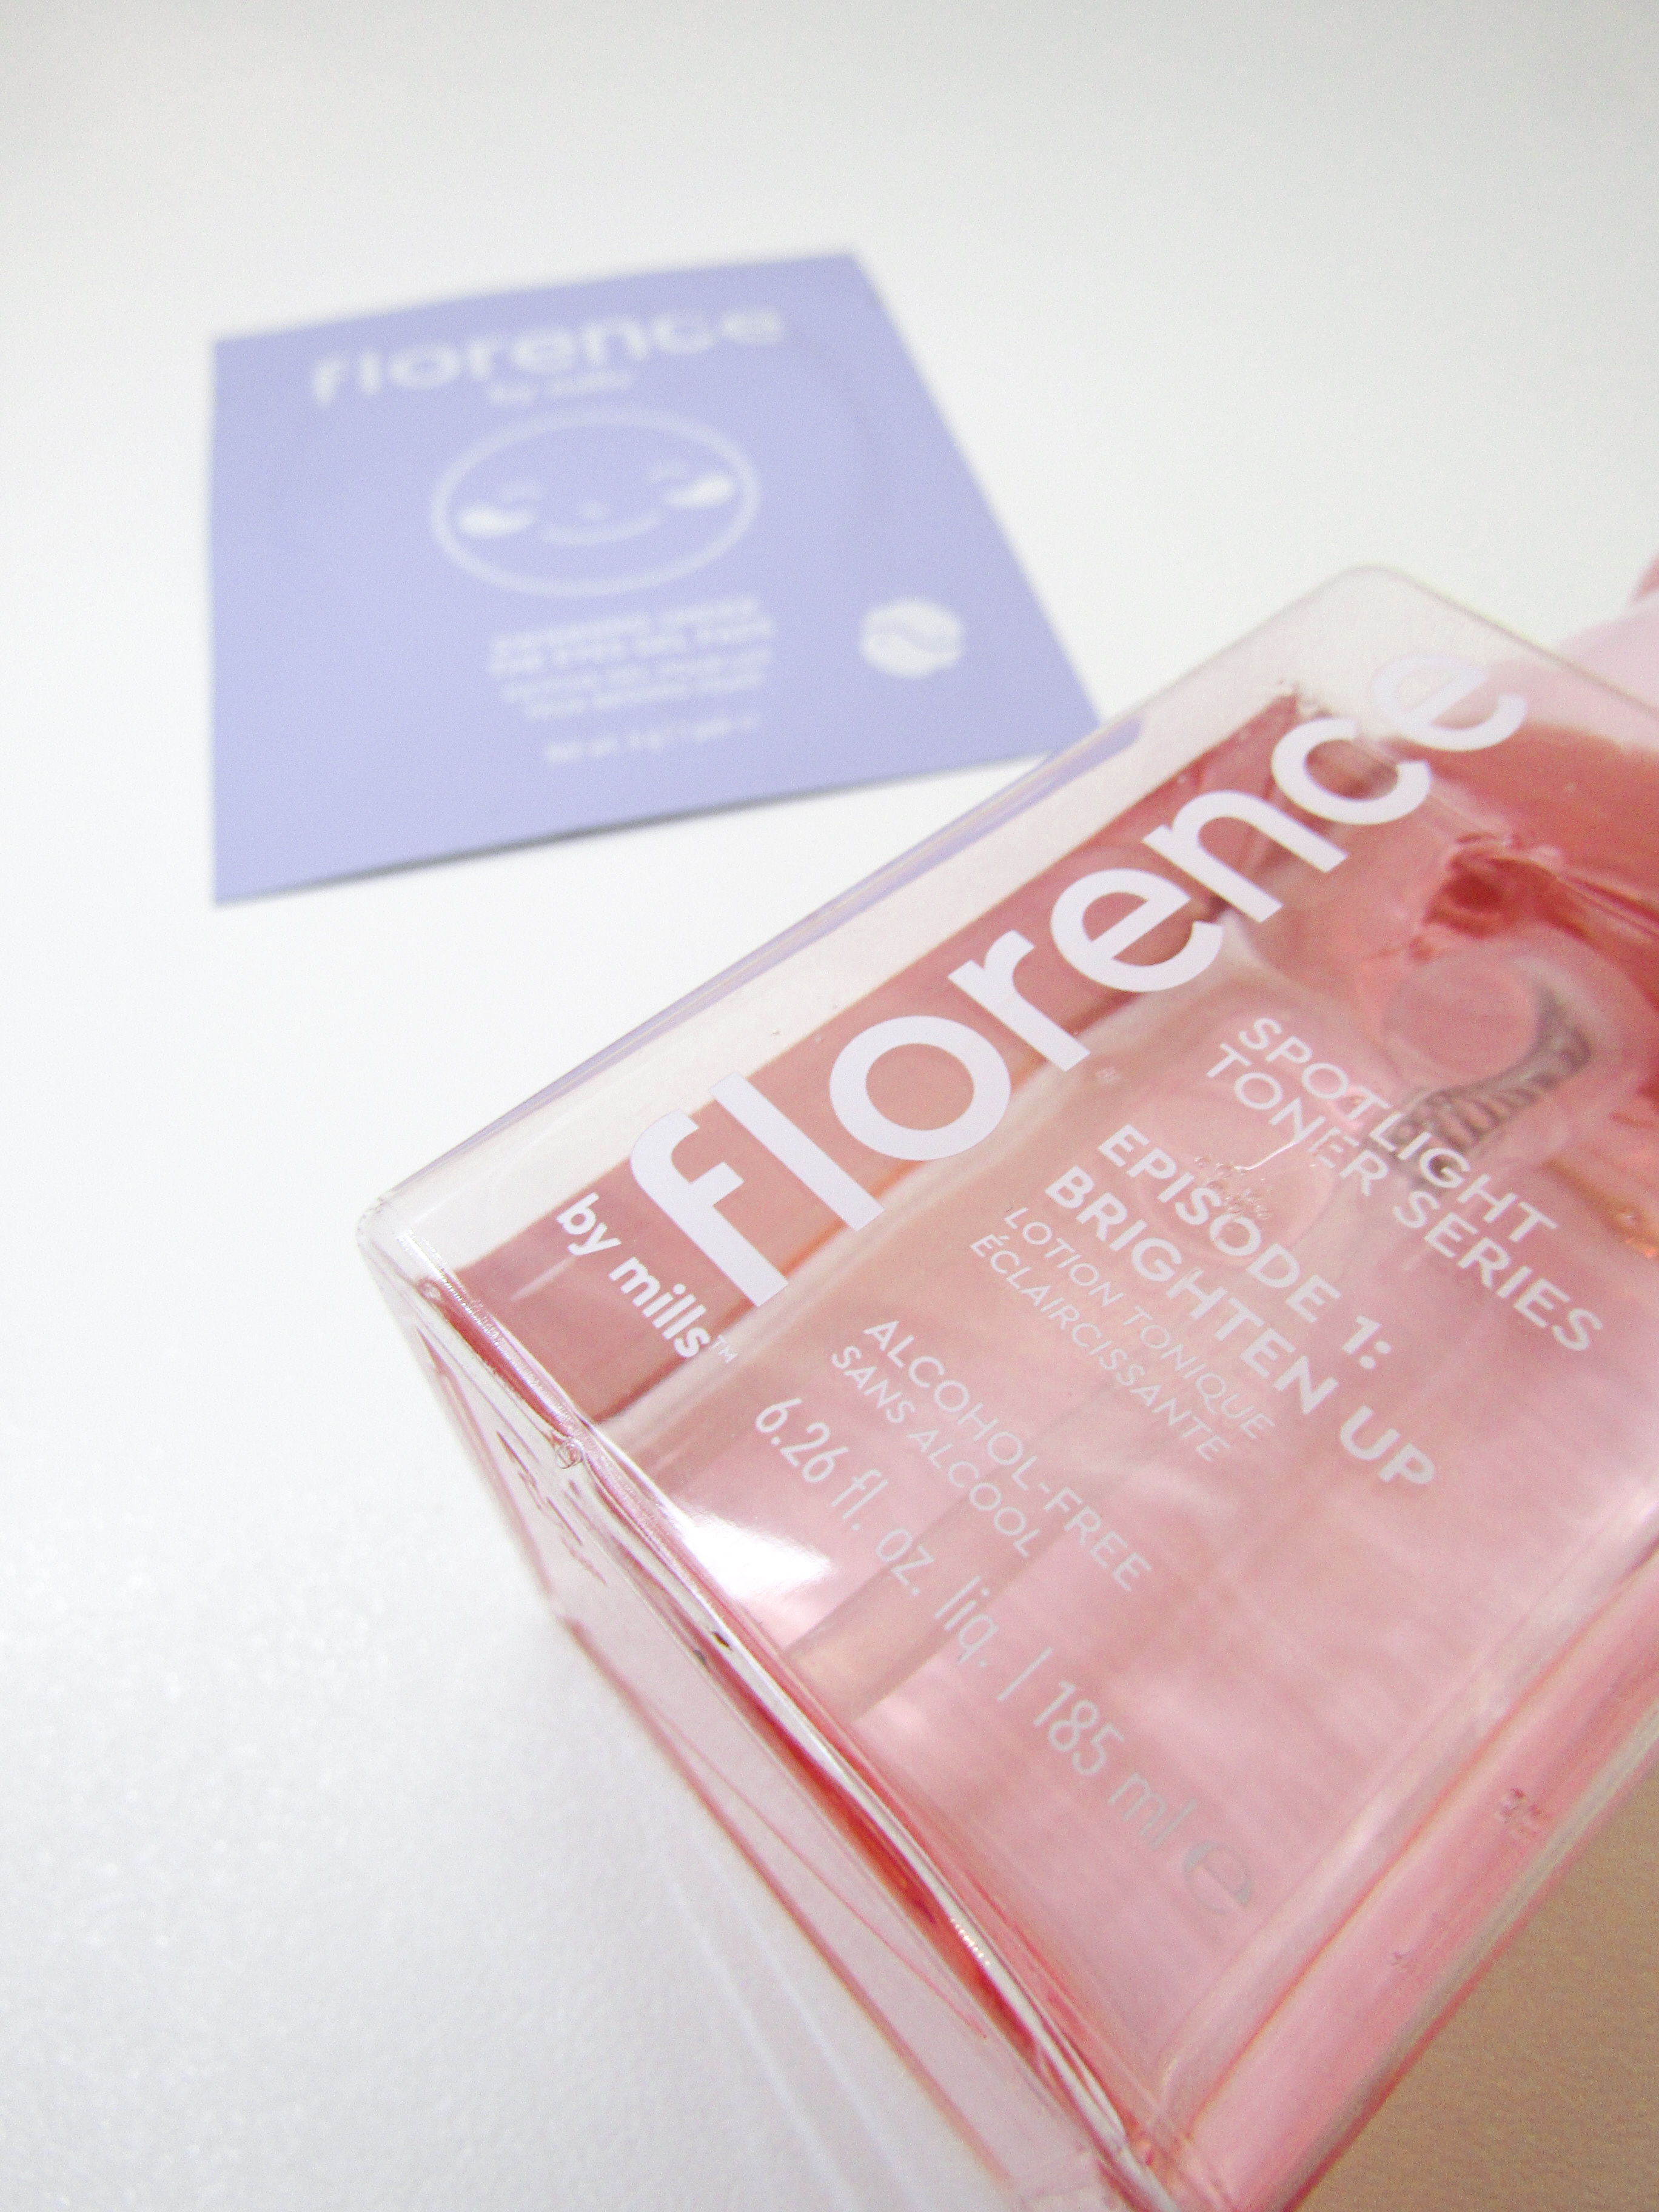 florence
by mills
florence
by mills™
SPOTLIGHT
TONER SERIES
EPISODE 1:
BRIGHTEN UP
LOTION TONIQUE
ÉCLAIRCISSANTE
ALCOHOL-FREE
SANS ALCOOL
6.26 fl. oz. liq. | 185 ml ℮